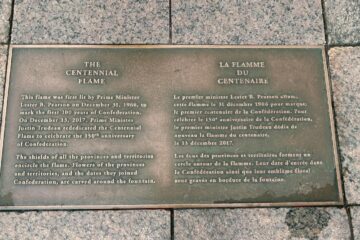 THE
CENTENNIAL
FLAME
This flame was first lit by Prime Minister
Lester B. Pearson on December 31, 1966, to
mark the first 100 years of Confederation.
On December 13, 2017, Prime Minister
Justin Trudeau rededicated the Centennial
Flame to celebrate the 150th anniversary
of Confederation.
The shields of all the provinces and territories
encircle the flame. Flowers of the provinces
and territories, and the dates they joined
Confederation, are carved around the fountain.
LA FLAMME
DU
CENTENAIRE
Le premier ministre Lester B. Pearson alluma
cette flamme le 31 décembre 1966 pour marquer
le premier centenaire de la Confédération. Pour
célébrer le 150e anniversaire de la Confédération,
le premier ministre Justin Trudeau dédie de
nouveau la flamme du centenaire,
le 13 décembre 2017.
Les écus des provinces et territoires forment un
cercle autour de la flamme. Leur date d'entrée dans
la Confédération ainsi que leur emblème floral
sont gravés en bordure de la fontaine.